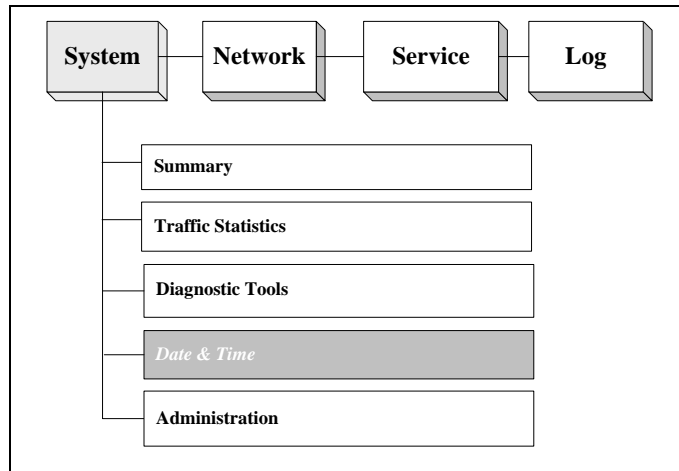 System Network Service Log
Summary
Traffic Statistics
Diagnostic Tools
Date & Time
Administration